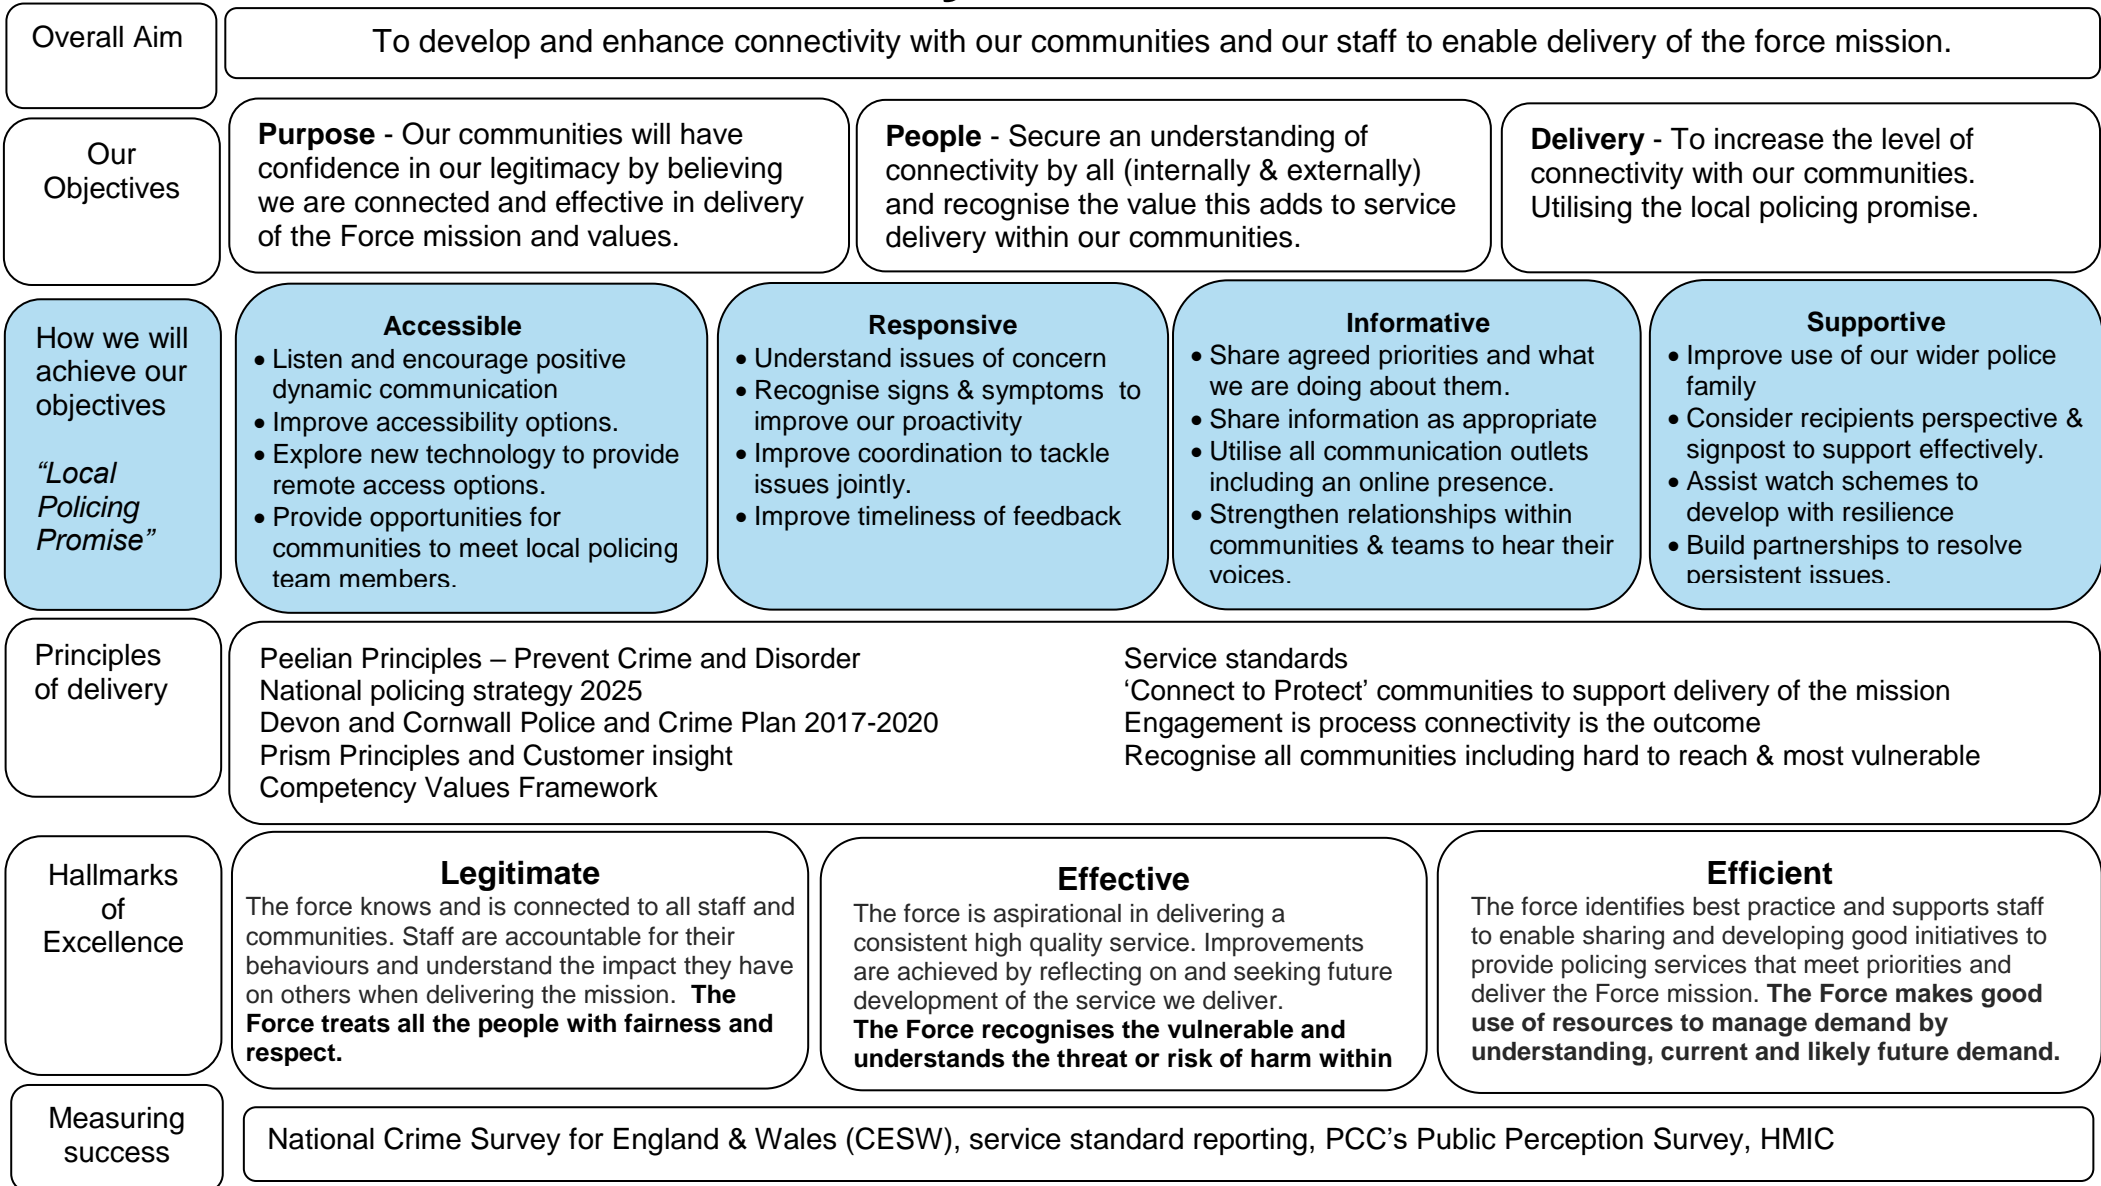 Overall Aim
To develop and enhance connectivity with our communities and our staff to enable delivery of the force mission.
Our
Objectives
Purpose - Our communities will have
confidence in our legitimacy by believing
we are connected and effective in delivery
of the Force mission and values.
People - Secure an understanding of
connectivity by all (internally & externally)
and recognise the value this adds to service
delivery within our communities.
Delivery - To increase the level of
connectivity with our communities.
Utilising the local policing promise.
How we will
achieve our
objectives
“Local
Policing
Promise”
Accessible
• Listen and encourage positive
dynamic communication
• Improve accessibility options.
• Explore new technology to provide
remote access options.
• Provide opportunities for
communities to meet local policing
team members.
Responsive
• Understand issues of concern
• Recognise signs & symptoms to
improve our proactivity
• Improve coordination to tackle
issues jointly.
• Improve timeliness of feedback
Informative
• Share agreed priorities and what
we are doing about them.
• Share information as appropriate
• Utilise all communication outlets
including an online presence.
• Strengthen relationships within
communities & teams to hear their
voices.
Supportive
• Improve use of our wider police
family
• Consider recipients perspective &
signpost to support effectively.
• Assist watch schemes to
develop with resilience
• Build partnerships to resolve
persistent issues.
Principles
of delivery
Peelian Principles – Prevent Crime and Disorder
National policing strategy 2025
Devon and Cornwall Police and Crime Plan 2017-2020
Prism Principles and Customer insight
Competency Values Framework
Service standards
‘Connect to Protect’ communities to support delivery of the mission
Engagement is process connectivity is the outcome
Recognise all communities including hard to reach & most vulnerable
Hallmarks
of
Excellence
Legitimate
The force knows and is connected to all staff and
communities. Staff are accountable for their
behaviours and understand the impact they have
on others when delivering the mission. The
Force treats all the people with fairness and
respect.
Effective
The force is aspirational in delivering a
consistent high quality service. Improvements
are achieved by reflecting on and seeking future
development of the service we deliver.
The Force recognises the vulnerable and
understands the threat or risk of harm within
Efficient
The force identifies best practice and supports staff
to enable sharing and developing good initiatives to
provide policing services that meet priorities and
deliver the Force mission. The Force makes good
use of resources to manage demand by
understanding, current and likely future demand.
Measuring
success
National Crime Survey for England & Wales (CESW), service standard reporting, PCC’s Public Perception Survey, HMIC